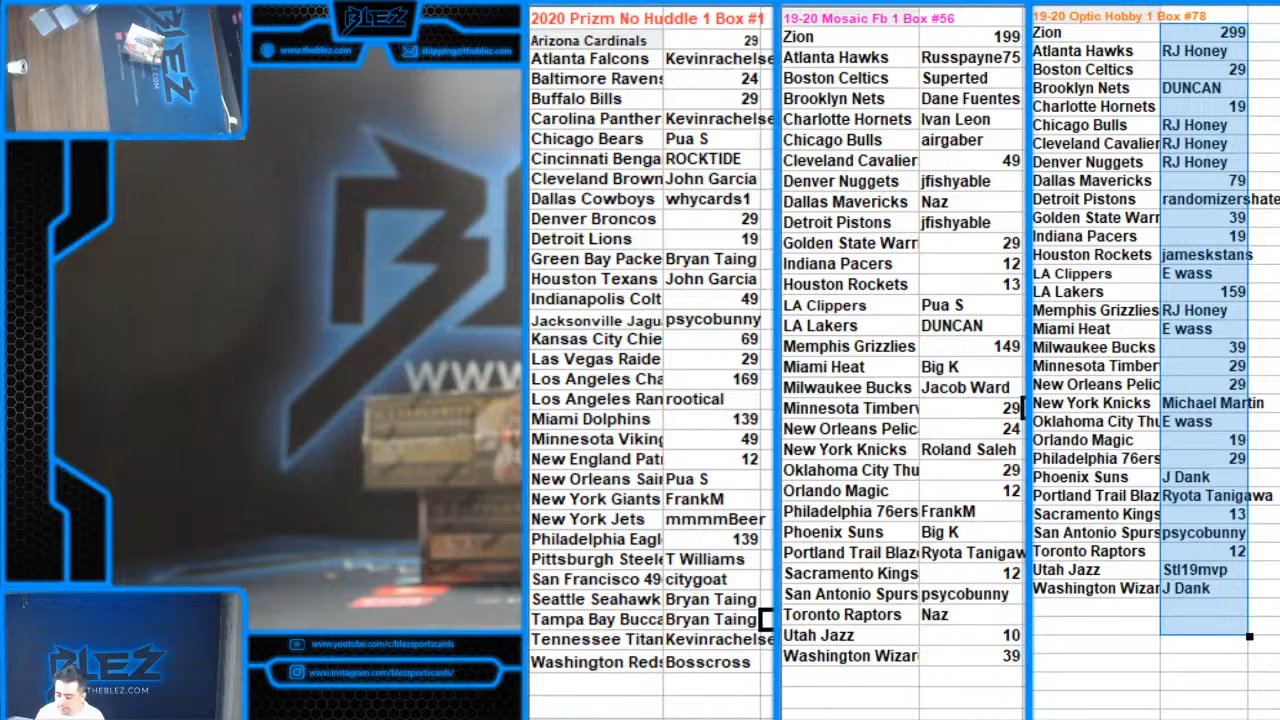 BLEZ
www.theblez.com
shipping@theblez.com
BLEZ
.COM
WWW
www.youtube.com/c/blezsportscards
www.instagram.com/blezsportscards/
BLEZ
THEBLEZ.COM
2020 Prizm No Huddle 1 Box #1
Arizona Cardinals 29
Atlanta Falcons Kevinrachelse
Baltimore Ravens 24
Buffalo Bills 29
Carolina Panther Kevinrachelse
Chicago Bears Pua S
Cincinnati Benga ROCKTIDE
Cleveland Brown John Garcia
Dallas Cowboys whycards1
Denver Broncos 29
Detroit Lions 19
Green Bay Packe Bryan Taing
Houston Texans John Garcia
Indianapolis Colt 49
Jacksonville Jagu psycobunny
Kansas City Chie 69
Las Vegas Raide 29
Los Angeles Cha 169
Los Angeles Ran rootical
Miami Dolphins 139
Minnesota Viking 49
New England Pat 12
New Orleans Sai Pua S
New York Giants FrankM
New York Jets mmmmBeer
Philadelphia Eagl 139
Pittsburgh Steele T Williams
San Francisco 49 citygoat
Seattle Seahawk Bryan Taing
Tampa Bay Bucca Bryan Taing
Tennessee Titan Kevinrachelse
Washington Reds Bosscross
19-20 Mosaic Fb 1 Box #56
Zion 199
Atlanta Hawks Russpayne75
Boston Celtics Superted
Brooklyn Nets Dane Fuentes
Charlotte Hornets Ivan Leon
Chicago Bulls airgaber
Cleveland Cavalier 49
Denver Nuggets jfishyable
Dallas Mavericks Naz
Detroit Pistons jfishyable
Golden State Warri 29
Indiana Pacers 12
Houston Rockets 13
LA Clippers Pua S
LA Lakers DUNCAN
Memphis Grizzlies 149
Miami Heat Big K
Milwaukee Bucks Jacob Ward
Minnesota Timberv 29
New Orleans Pelic 24
New York Knicks Roland Saleh
Oklahoma City Thu 29
Orlando Magic 12
Philadelphia 76ers FrankM
Phoenix Suns Big K
Portland Trail Blaze Ryota Tanigaw
Sacramento Kings 12
San Antonio Spurs psycobunny
Toronto Raptors Naz
Utah Jazz 10
Washington Wizar 39
19-20 Optic Hobby 1 Box #78
Zion 299
Atlanta Hawks RJ Honey
Boston Celtics 29
Brooklyn Nets DUNCAN
Charlotte Hornets 19
Chicago Bulls RJ Honey
Cleveland Cavalier RJ Honey
Denver Nuggets RJ Honey
Dallas Mavericks 79
Detroit Pistons randomizershate
Golden State Warr 39
Indiana Pacers 19
Houston Rockets jameskstans
LA Clippers E wass
LA Lakers 159
Memphis Grizzlies RJ Honey
Miami Heat E wass
Milwaukee Bucks 39
Minnesota Timber 29
New Orleans Pelic 29
New York Knicks Michael Martin
Oklahoma City Thu E wass
Orlando Magic 19
Philadelphia 76ers 29
Phoenix Suns J Dank
Portland Trail Blaz Ryota Tanigawa
Sacramento Kings 13
San Antonio Spurs psycobunny
Toronto Raptors 12
Utah Jazz Stl19mvp
Washington Wizar J Dank